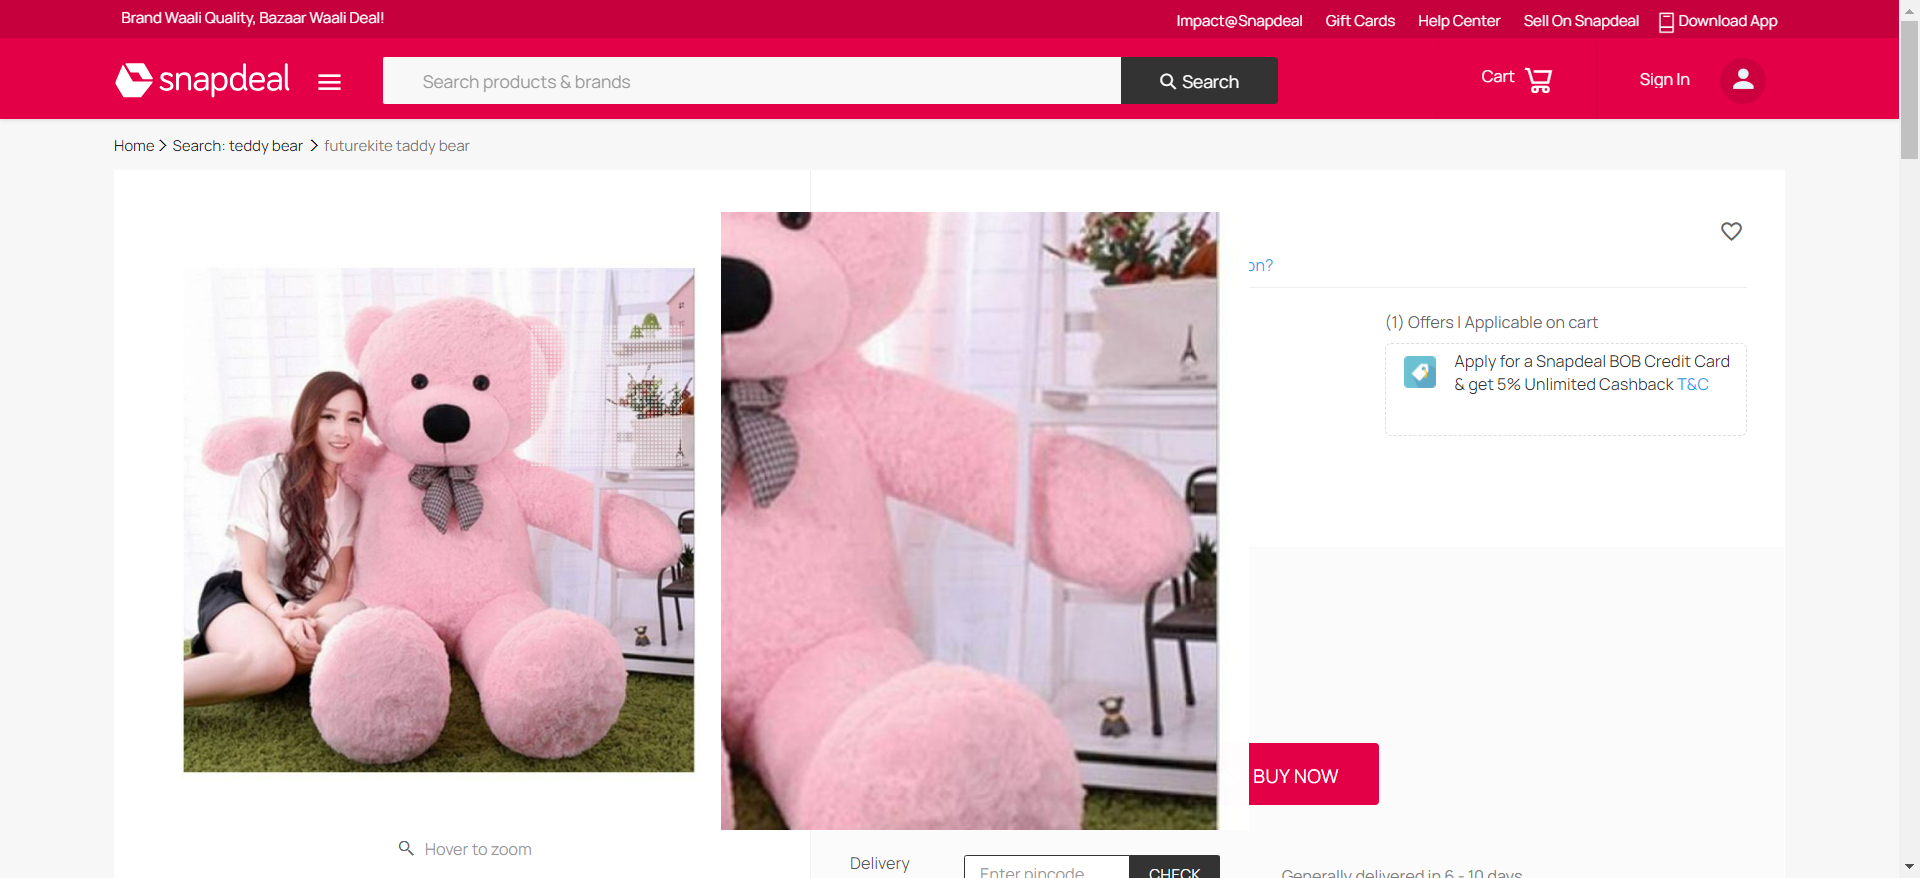 Brand Waali Quality, Bazaar Waali Deal!
Impact@Snapdeal
Gift Cards
Help Center
Sell On Snapdeal
Download App
snapdeal
Search products & brands
Search
Cart
Sign In
Home
Search: teddy bear
futurekite taddy bear
on?
(1) Offers | Applicable on cart
Apply for a Snapdeal BOB Credit Card
& get 5% Unlimited Cashback T&C
BUY NOW
Hover to zoom
Delivery
Enter pincode
CHECK
Generally delivered in 6 - 10 days